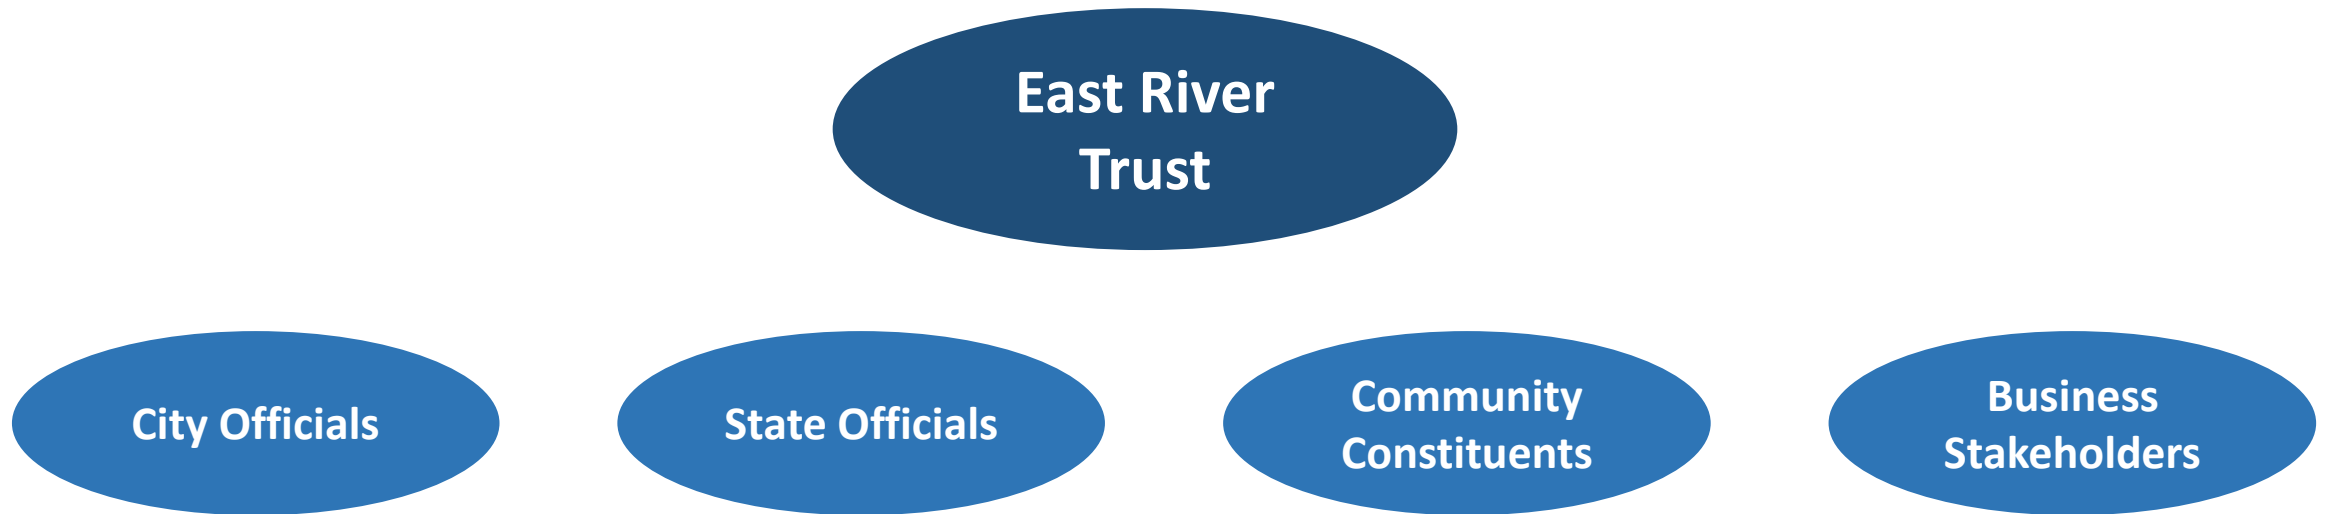 East River
Trust
City Officials
State Officials
Community
Constituents
Business
Stakeholders